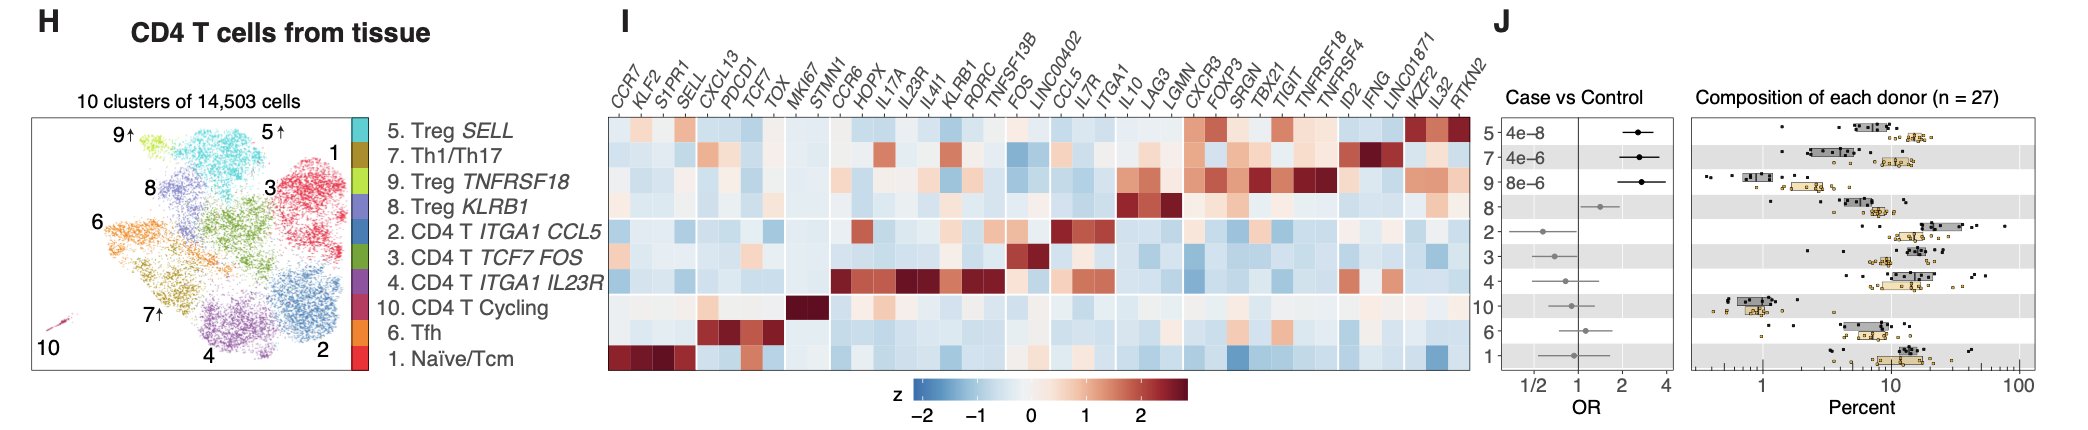 H
CD4 T cells from tissue
10 clusters of 14,503 cells
9↑
5↑
1
8
3
6
7↑
10
4
2
5. Treg SELL
7. Th1/Th17
9. Treg TNFRSF18
8. Treg KLRB1
2. CD4 T ITGA1 CCL5
3. CD4 T TCF7 FOS
4. CD4 T ITGA1 IL23R
10. CD4 T Cycling
6. Tfh
1. Naïve/Tcm
I
CCR7
KLF2
S1PR1
SELL
CXCL13
PDCD1
TCF7
TOX
MKI67
STMN1
CCR6
HOPX
IL17A
IL23R
IL4I1
KLRB1
RORC
TNFSF13B
FOS
LINC00402
CCL5
IL7R
ITGA1
IL10
LAG3
LGMN
CXCR3
FOXP3
SRGN
TBX21
TIGIT
TNFRSF18
TNFRSF4
ID2
IFNG
LINC01871
IKZF2
IL32
RTKN2
z
−2 −1 0 1 2
J
Case vs Control
5 4e−8
7 4e−6
9 8e−6
8
2
3
4
10
6
1
1/2 1 2 4
OR
Composition of each donor (n = 27)
1 10 100
Percent